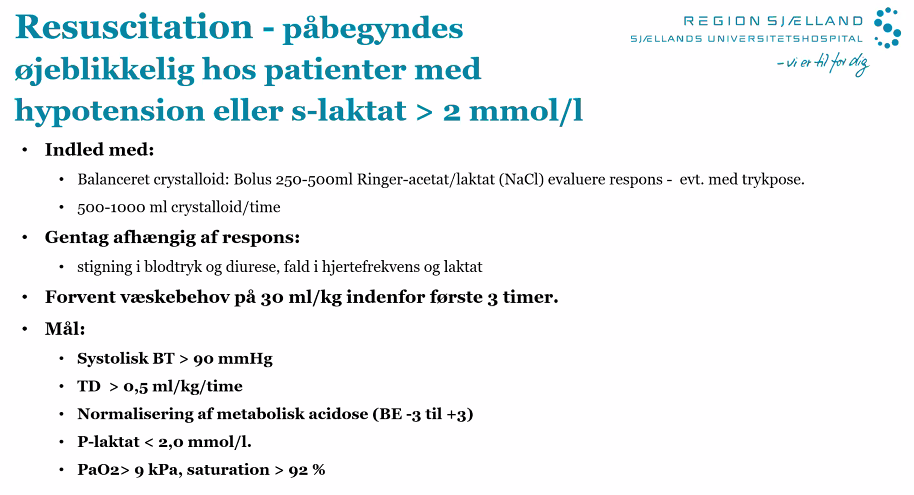 Resuscitation - påbegyndes
øjeblikkelig hos patienter med
hypotension eller s-laktat > 2 mmol/l
REGION SJÆLLAND
SJÆLLANDS UNIVERSITETSHOSPITAL
- vi er til for dig
• Indled med:
• Balanceret crystalloid: Bolus 250-500ml Ringer-acetat/laktat (NaCl) evaluere respons - evt. med trykpose.
• 500-1000 ml crystalloid/time
• Gentag afhængig af respons:
• stigning i blodtryk og diurese, fald i hjertefrekvens og laktat
• Forvent væskebehov på 30 ml/kg indenfor første 3 timer.
• Mål:
• Systolisk BT > 90 mmHg
• TD > 0,5 ml/kg/time
• Normalisering af metabolisk acidose (BE -3 til +3)
• P-laktat < 2,0 mmol/l.
• PaO2> 9 kPa, saturation > 92 %